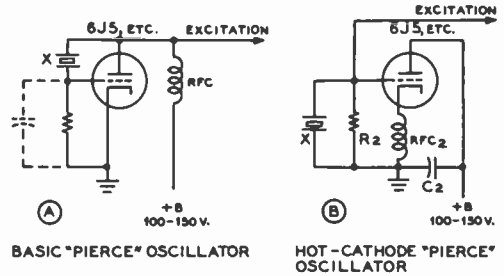 6J5, ETC.
EXCITATION
X
RFC
A
+B
100-150 V.
BASIC "PIERCE" OSCILLATOR
EXCITATION
6J5, ETC.
X
R2
RFC2
C2
B
+B
100-150 V.
HOT-CATHODE "PIERCE"
OSCILLATOR